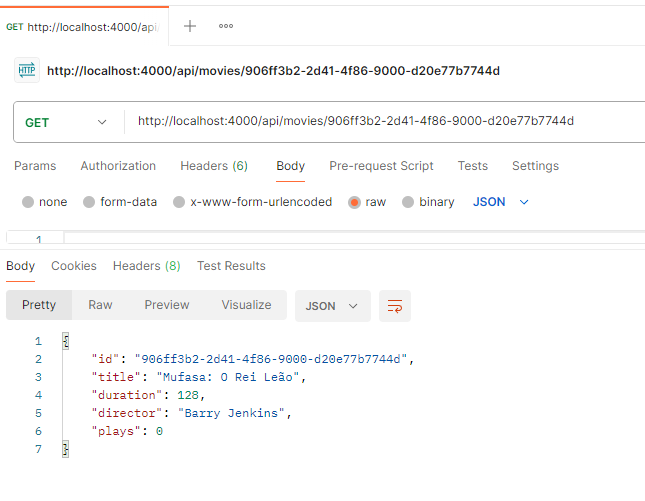 GET http://localhost:4000/api
HTTP http://localhost:4000/api/movies/906ff3b2-2d41-4f86-9000-d20e77b7744d
GET http://localhost:4000/api/movies/906ff3b2-2d41-4f86-9000-d20e77b7744d
Params Authorization Headers (6) Body Pre-request Script Tests Settings
none form-data x-www-form-urlencoded raw binary JSON
1
Body Cookies Headers (8) Test Results
Pretty Raw Preview Visualize JSON
1 {
2 "id": "906ff3b2-2d41-4f86-9000-d20e77b7744d",
3 "title": "Mufasa: O Rei Leão",
4 "duration": 128,
5 "director": "Barry Jenkins",
6 "plays": 0
7 }